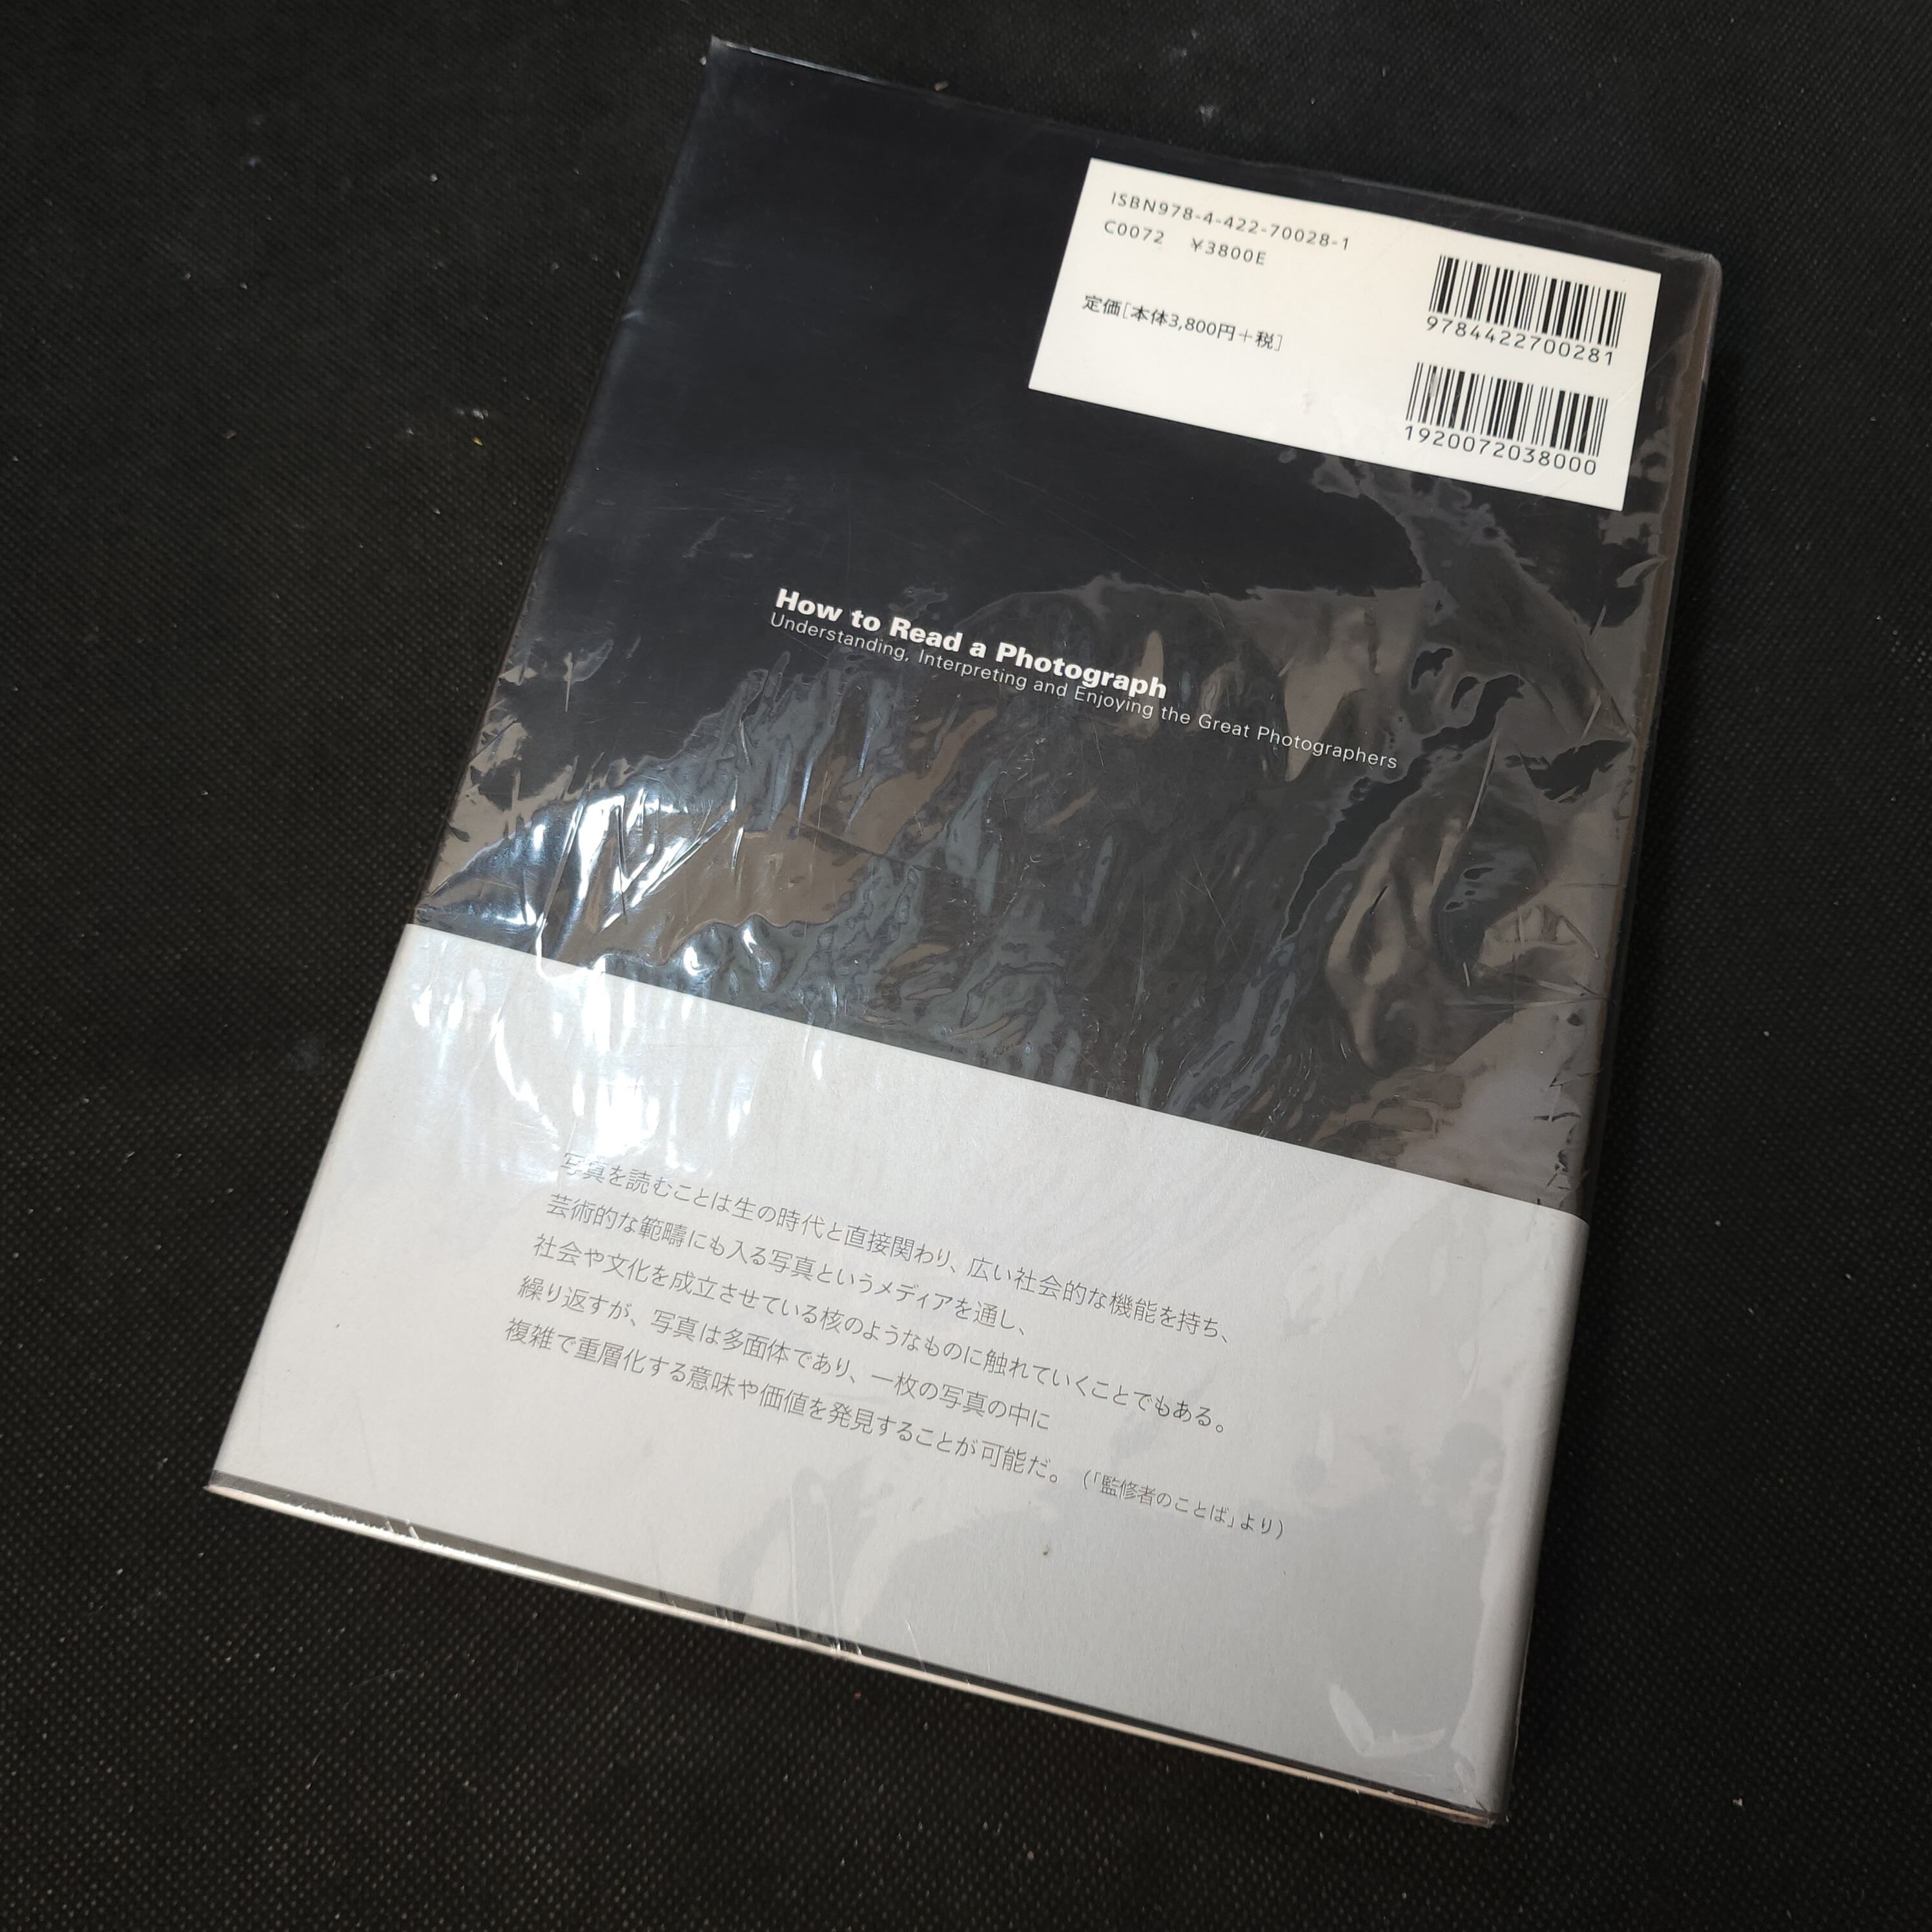 ISBN978-4-422-70028-1
C0072 ¥3800E
定価[本体3,800円+税]
9784422700281
1920072038000
How to Read a Photograph
Understanding, Interpreting and Enjoying the Great Photographers
写真を読むことは生の時代と直接関わり、広い社会的な機能を持ち、
芸術的な範疇にも入る写真というメディアを通し、
社会や文化を成立させている核のようなものに触れていくことでもある。
繰り返すが、写真は多面体であり、一枚の写真の中に
複雑で重層化する意味や価値を発見することが可能だ。(「監修者のことば」より)